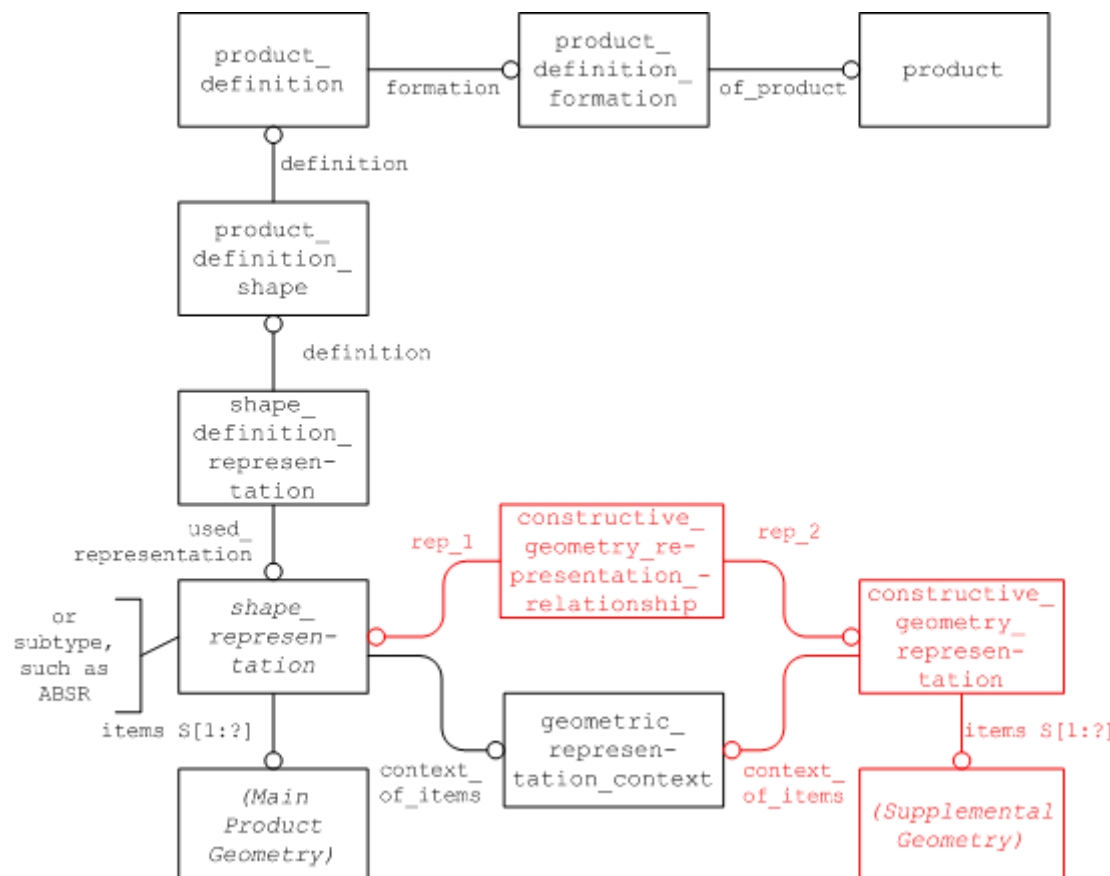 product_
definition
formation
product_
definition_
formation
of_product
product
definition
product_
definition_
shape
definition
shape_
definition_
represen-
tation
used_
representation
constructive_
geometry_re-
presentation_-
relationship
rep_1
rep_2
or
subtype,
such as
ABSR
shape_
represen-
tation
constructive_
geometry_
represen-
tation
items S[1:?]
geometric_
represen-
tation_context
items S[1:?]
context_
of_items
context_
of_items
(Main
Product
Geometry)
(Supplemental
Geometry)